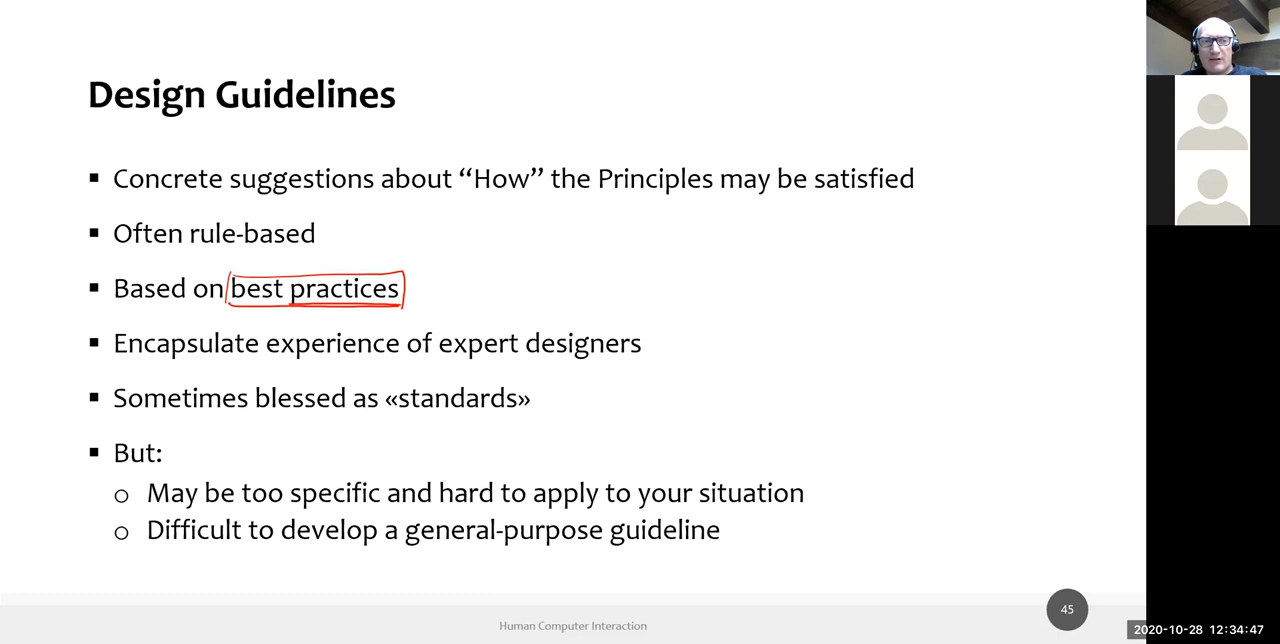 Design Guidelines
▪ Concrete suggestions about “How” the Principles may be satisfied
▪ Often rule-based
▪ Based on best practices
▪ Encapsulate experience of expert designers
▪ Sometimes blessed as «standards»
▪ But:
o May be too specific and hard to apply to your situation
o Difficult to develop a general-purpose guideline
45
Human Computer Interaction
2020-10-28 12:34:47